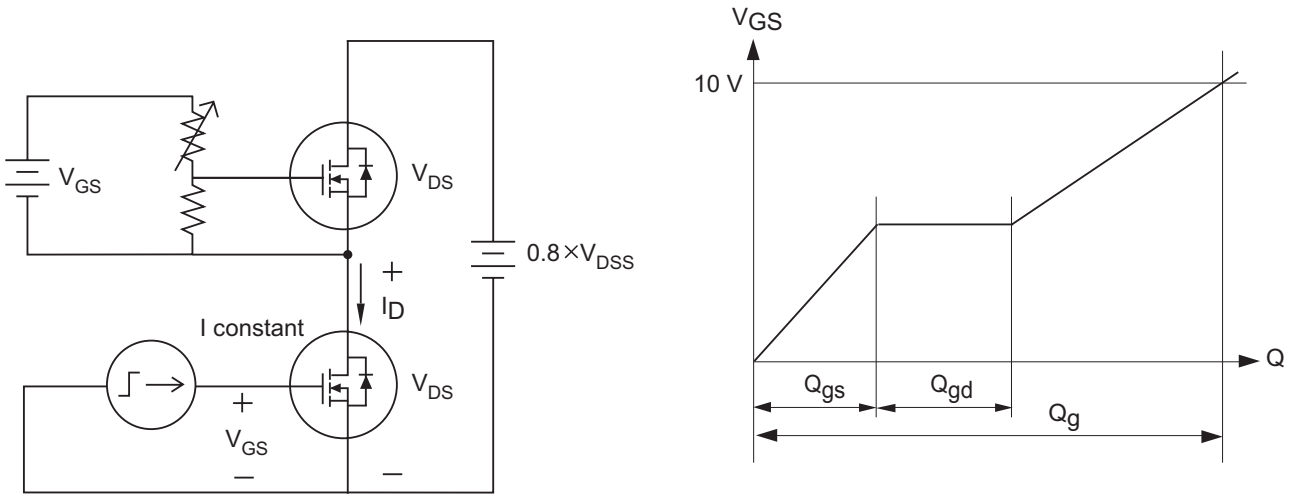 V_GS
V_DS
0.8×V_DSS
+
I_D
I constant
V_DS
+
V_GS
−
−
V_GS
10 V
Q
Q_gs
Q_gd
Q_g